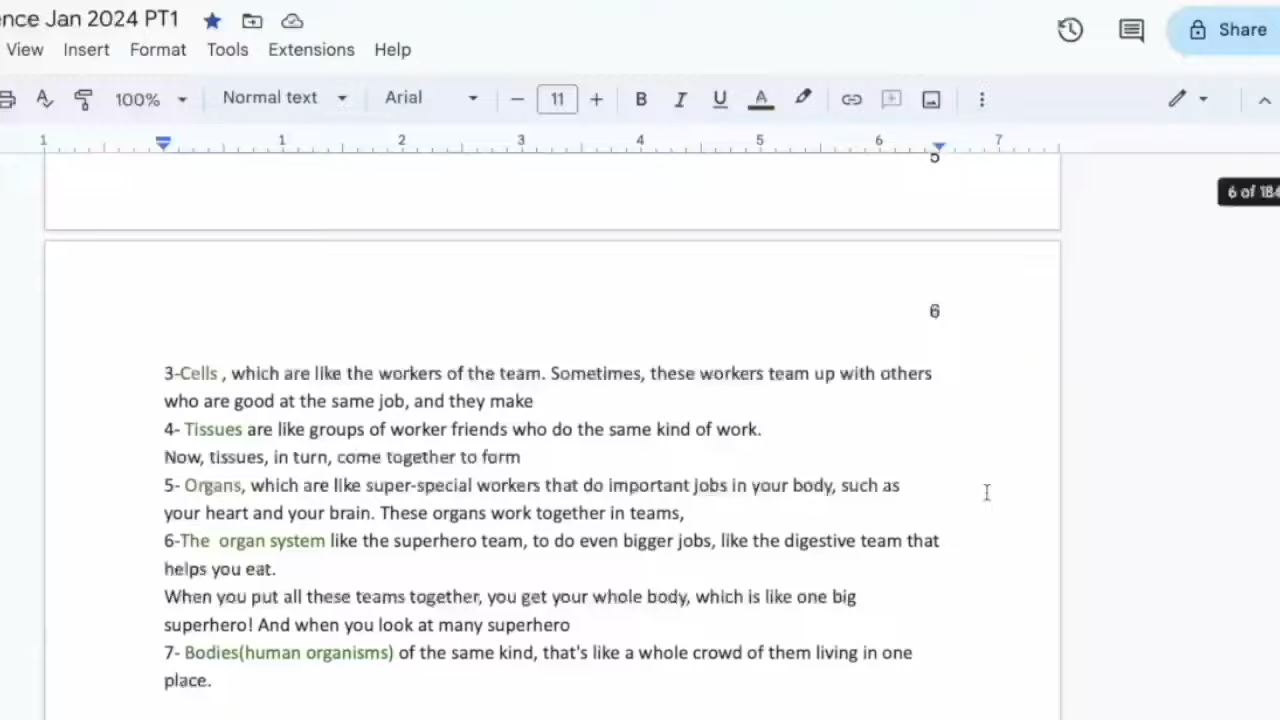 ence Jan 2024 PT1
View Insert Format Tools Extensions Help
Share
100% Normal text Arial 11 B I U A
1 1 2 3 4 5 6 7
5
6 of 184
6
3-Cells , which are like the workers of the team. Sometimes, these workers team up with others
who are good at the same job, and they make
4- Tissues are like groups of worker friends who do the same kind of work.
Now, tissues, in turn, come together to form
5- Organs, which are like super-special workers that do important jobs in your body, such as
your heart and your brain. These organs work together in teams,
6-The organ system like the superhero team, to do even bigger jobs, like the digestive team that
helps you eat.
When you put all these teams together, you get your whole body, which is like one big
superhero! And when you look at many superhero
7- Bodies(human organisms) of the same kind, that's like a whole crowd of them living in one
place.